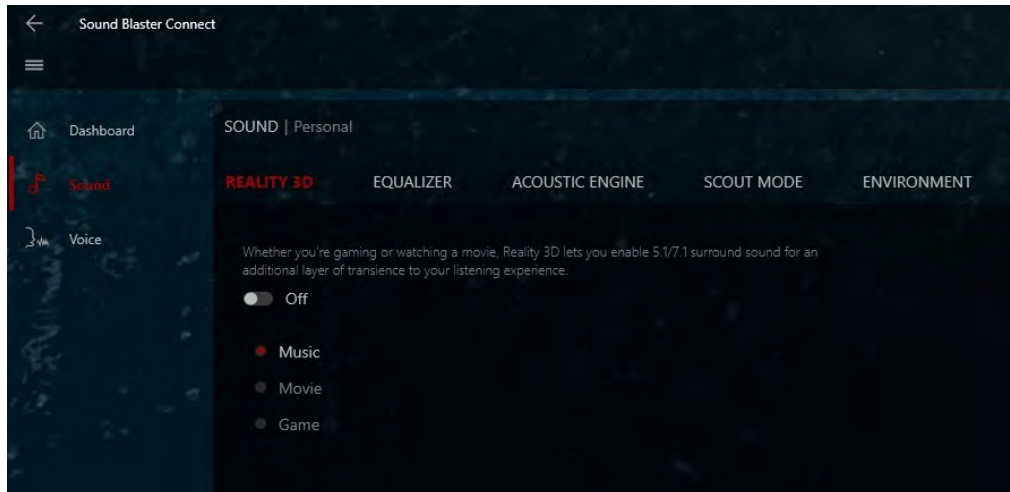 Sound Blaster Connect
Dashboard
Sound
Voice
SOUND | Personal
REALITY 3D EQUALIZER ACOUSTIC ENGINE SCOUT MODE ENVIRONMENT
Whether you're gaming or watching a movie, Reality 3D lets you enable 5.1/7.1 surround sound for an
additional layer of transience to your listening experience.
Off
Music
Movie
Game